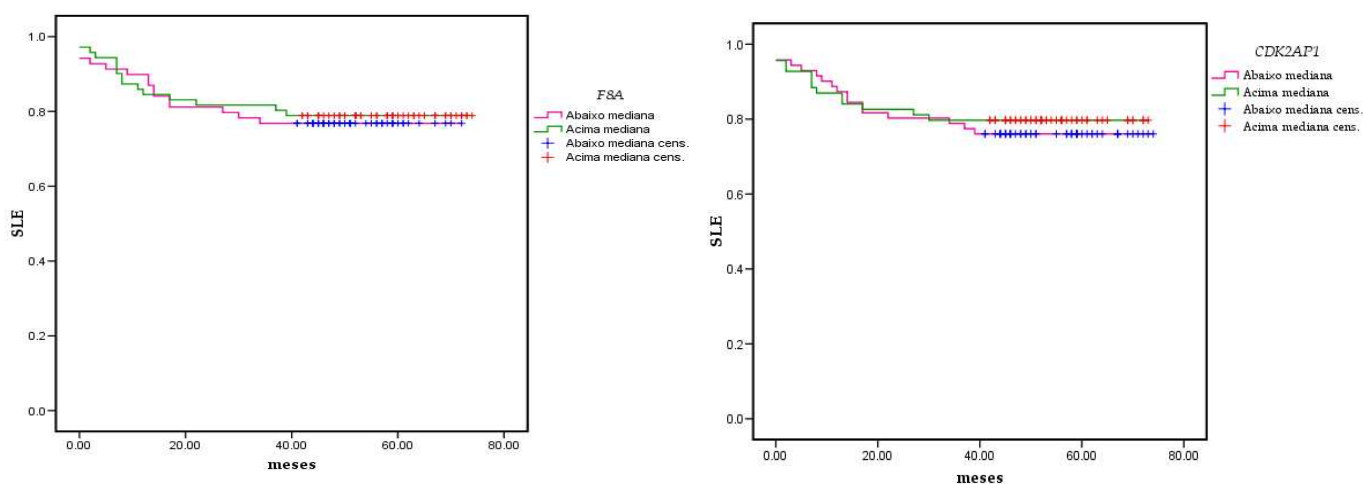 F&A
Abaixo mediana
Acima mediana
Abaixo mediana cens.
Acima mediana cens.
SLE
1.0
0.8
0.6
0.4
0.2
0.0
0.00 20.00 40.00 60.00 80.00
meses
CDK2AP1
Abaixo mediana
Acima mediana
Abaixo mediana cens.
Acima mediana cens.
SLE
1.0
0.8
0.6
0.4
0.2
0.0
0.00 20.00 40.00 60.00 80.00
meses